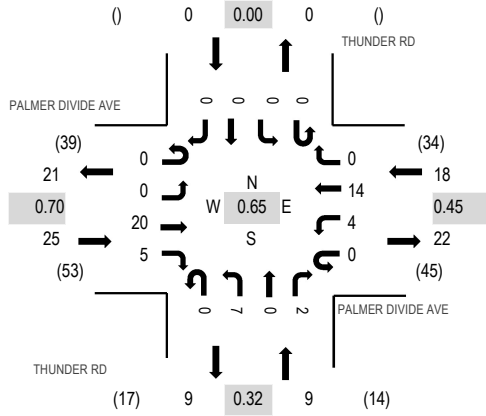 () 0 0.00 0 ()
THUNDER RD
PALMER DIVIDE AVE
0 0 0 0
(39) (34)
21 0 0 18
0 N 14
0.70 W 0.65 E 0.45
20 4
25 S 22
5 0
(53) (45)
0 7 0 2
PALMER DIVIDE AVE
THUNDER RD
(17) 9 0.32 9 (14)